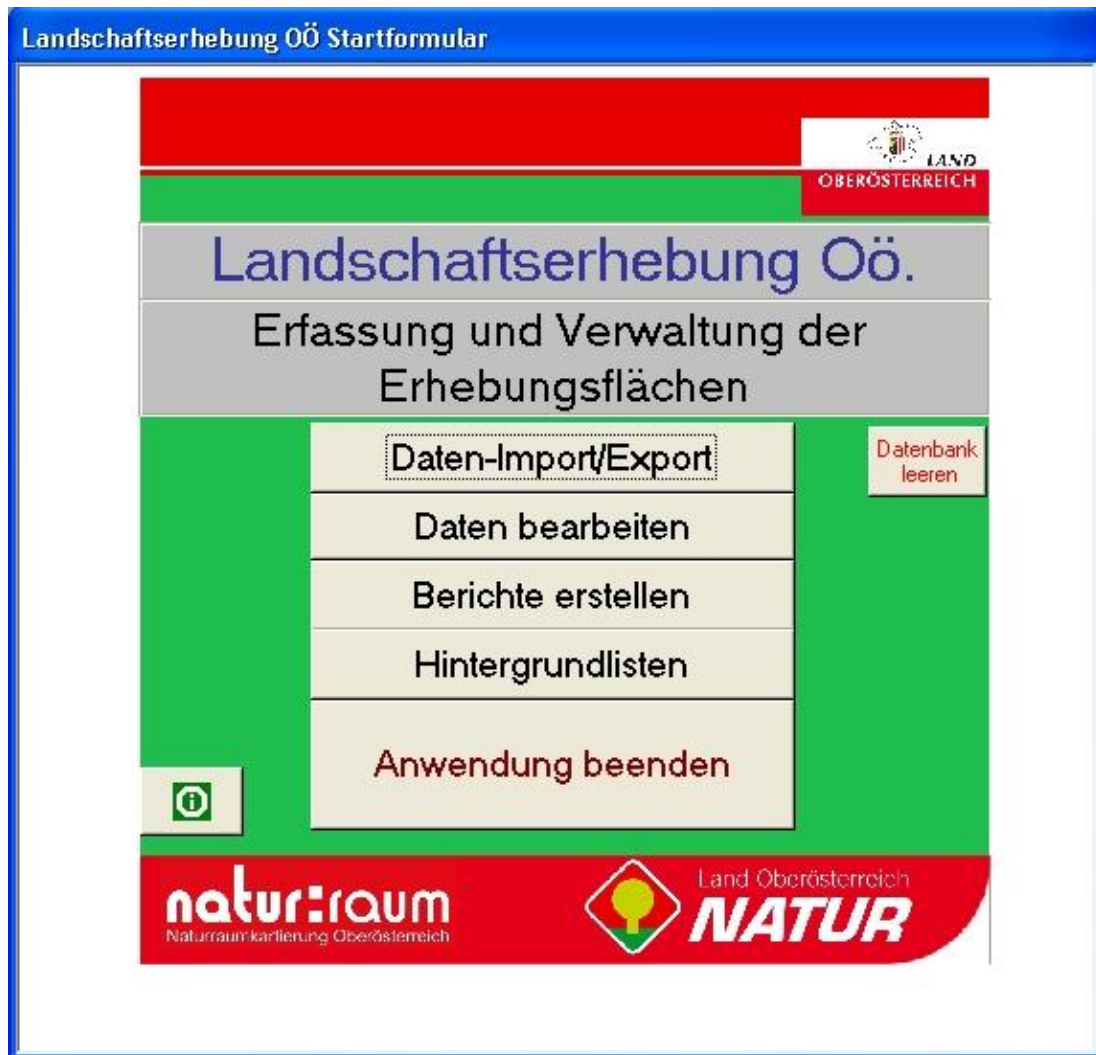 Landschaftserhebung OÖ Startformular
LAND
OBERÖSTERREICH
Landschaftserhebung Oö.
Erfassung und Verwaltung der
Erhebungsflächen
Daten-Import/Export
Datenbank
leeren
Daten bearbeiten
Berichte erstellen
Hintergrundlisten
Anwendung beenden
natur:raum
Naturraumkartierung Oberösterreich
Land Oberösterreich
NATUR